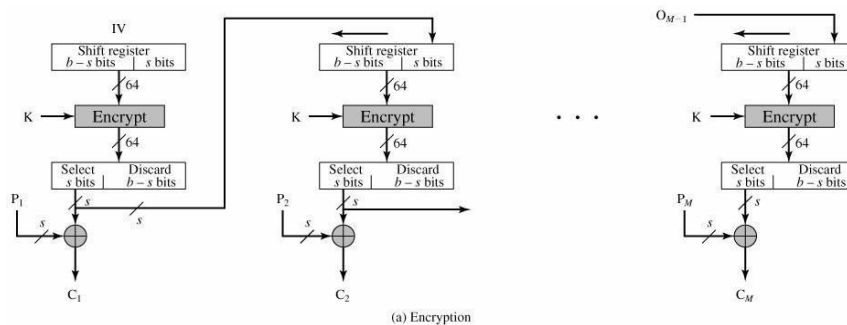 IV
Shift register
b – s bits | s bits
64
K
Encrypt
64
Select Discard
s bits | b – s bits
P1
s
s
s
C1
Shift register
b – s bits | s bits
64
K
Encrypt
64
Select Discard
s bits | b – s bits
P2
s
s
C2
. . .
OM–1
Shift register
b – s bits | s bits
64
K
Encrypt
64
Select Discard
s bits | b – s bits
PM
s
s
CM
(a) Encryption